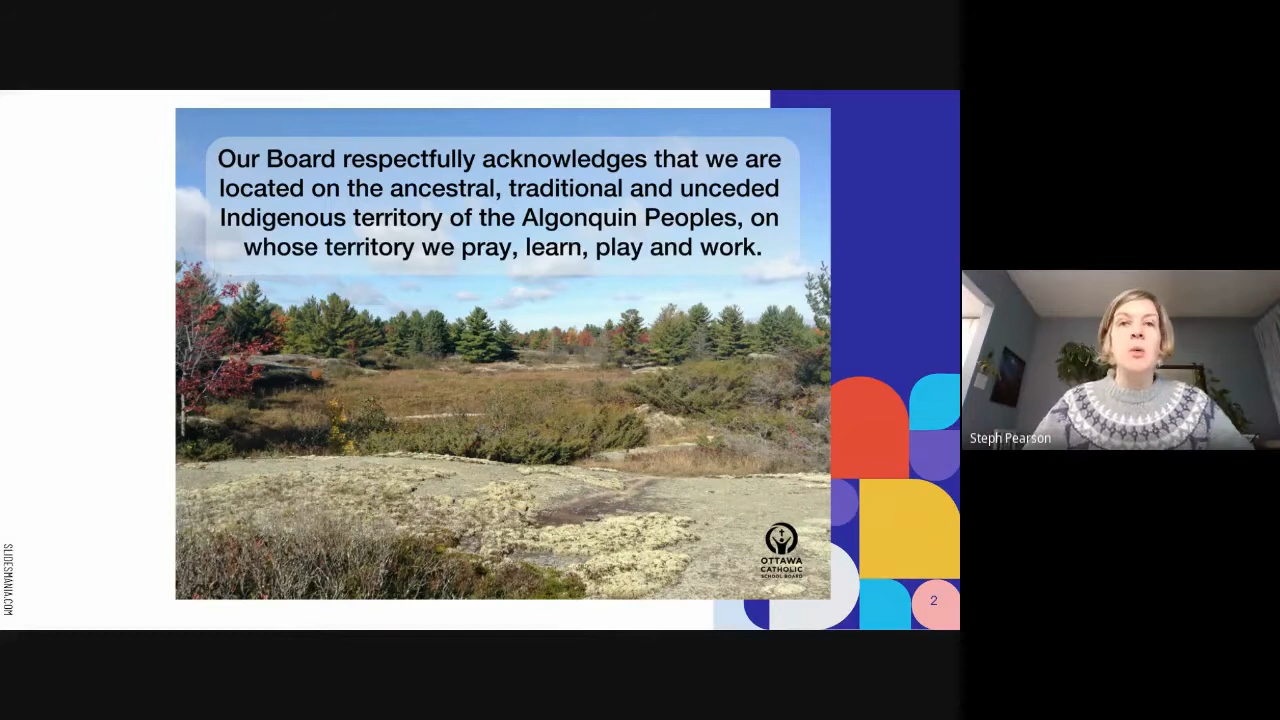 Our Board respectfully acknowledges that we are
located on the ancestral, traditional and unceded
Indigenous territory of the Algonquin Peoples, on
whose territory we pray, learn, play and work.
OTTAWA
CATHOLIC
SCHOOL BOARD
2
SLIDESMANIA.COM
Steph Pearson